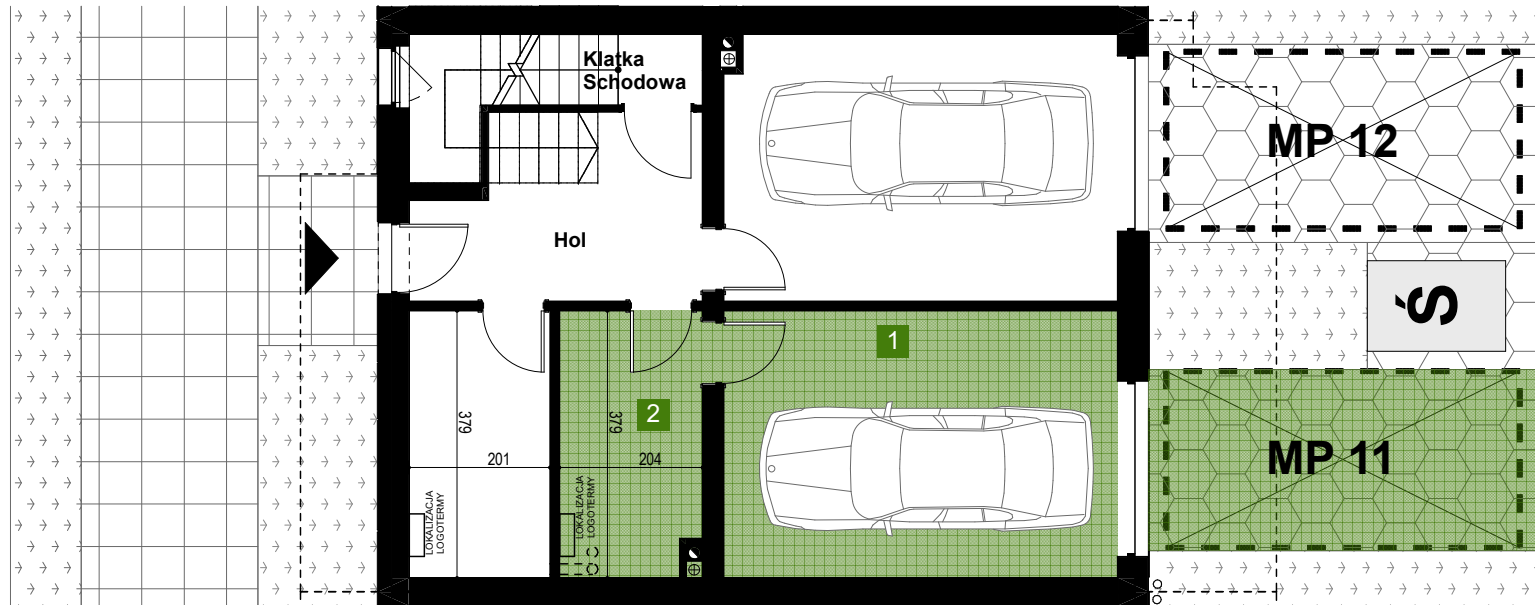 Klatka
Schodowa
MP 12
Hol
Ś
1
2
379
379
201
204
MP 11
LOKALIZACJA
LOGOTERMY
LOKALIZACJA
LOGOTERMY